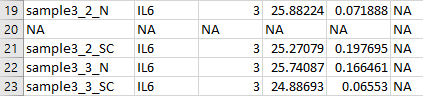 19 sample3_2_N IL6 3 25.88224 0.071888 NA
20 NA NA NA NA NA NA
21 sample3_2_SC IL6 3 25.27079 0.197695 NA
22 sample3_3_N IL6 3 25.74087 0.166461 NA
23 sample3_3_SC IL6 3 24.88693 0.06553 NA